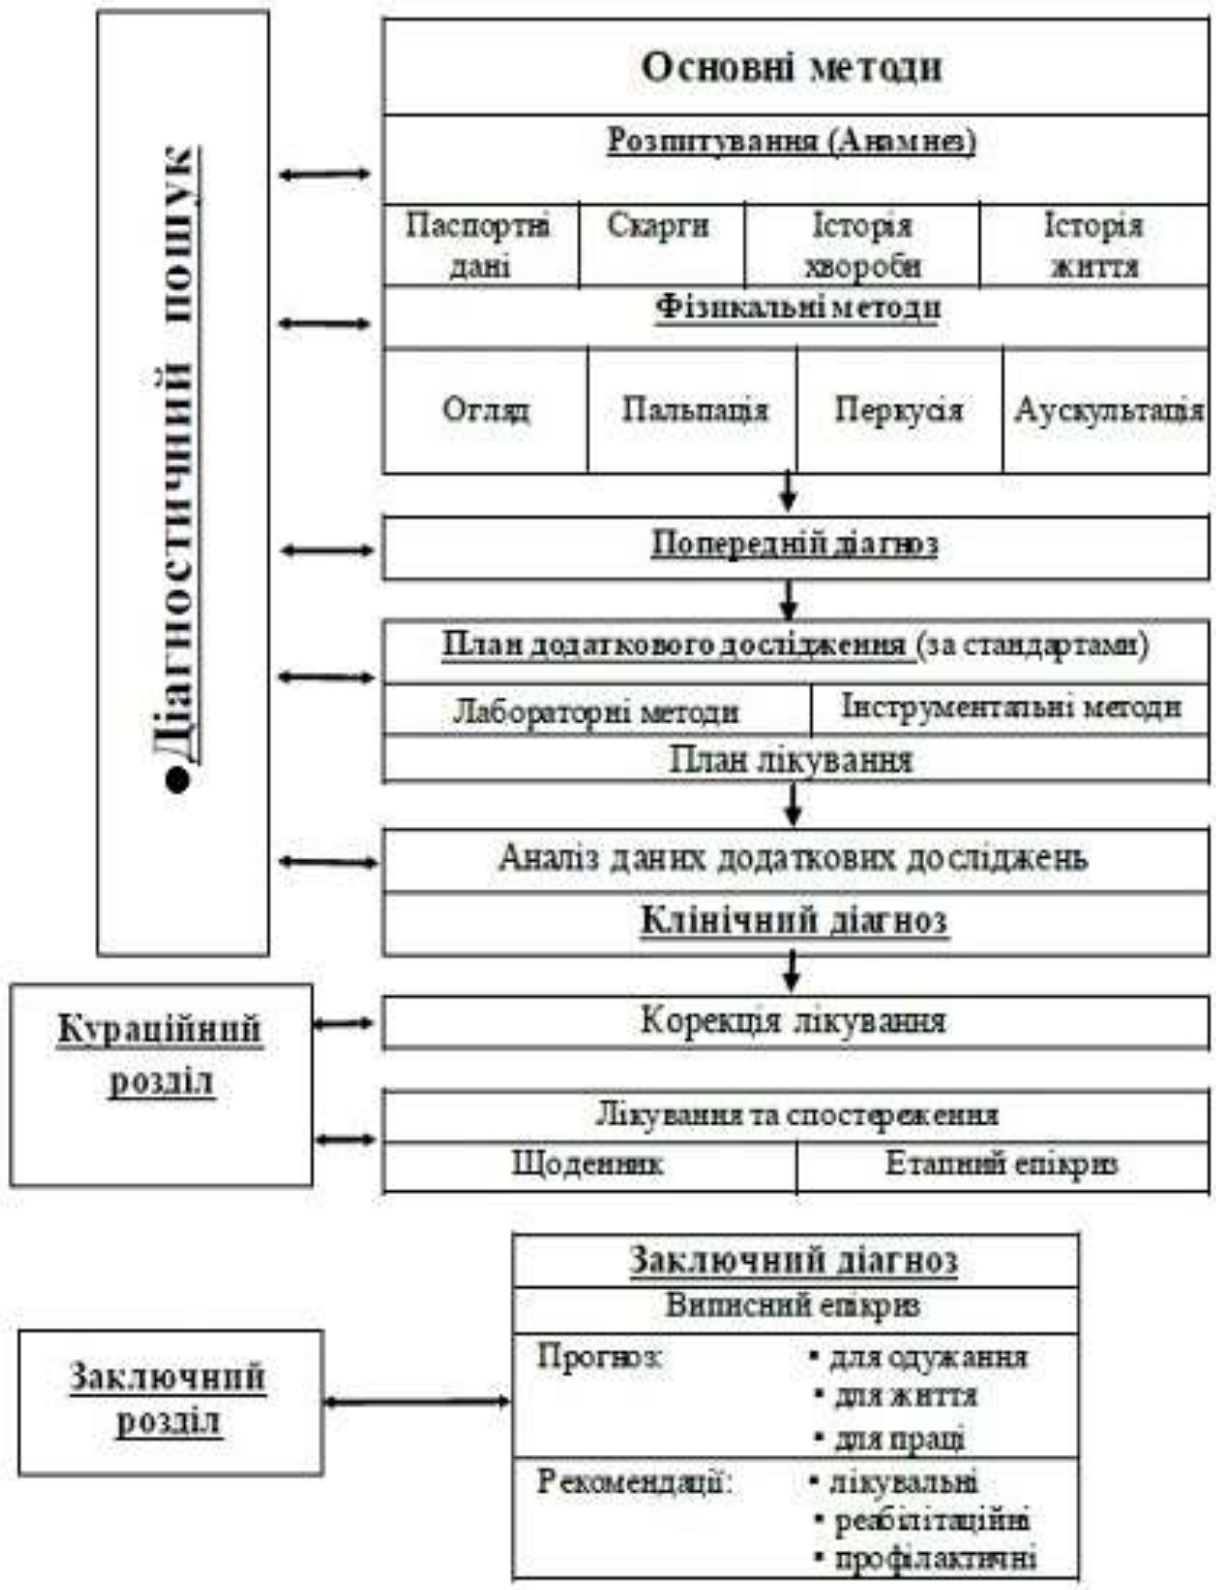 Основні методи
Розпитування (Анамнез)
Паспортні
дані
Скарги
Історія
хвороби
Історія
життя
Фізикальні методи
Огляд
Пальпація
Перкусія
Аускультація
Попередній діагноз
План додаткового дослідження (за стандартами)
Лабораторні методи
Інструментальні методи
План лікування
Аналіз даних додаткових досліджень
Клінічний діагноз
• Діагностичний пошук
Кураційний
розділ
Корекція лікування
Лікування та спостереження
Щоденник
Етапний епікриз
Заключний
розділ
Заключний діагноз
Виписний епікриз
Прогноз:
▪ для одужання
▪ для життя
▪ для праці
Рекомендації:
▪ лікувальні
▪ реабілітаційні
▪ профілактичні